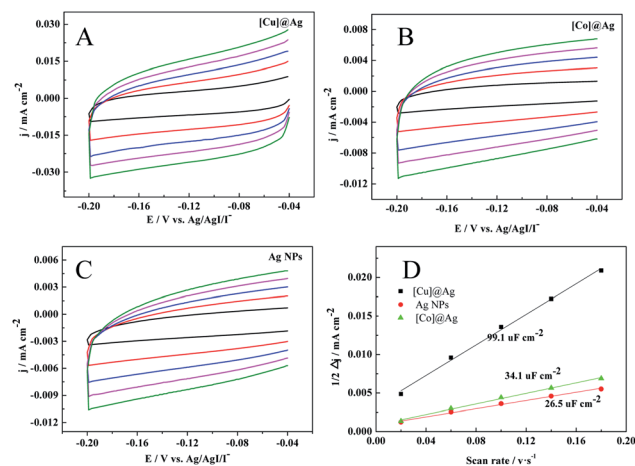 A
[Cu]@Ag
j / mA cm-2
0.030
0.015
0.000
-0.015
-0.030
-0.20 -0.16 -0.12 -0.08 -0.04
E / V vs. Ag/AgI/I-
B
[Co]@Ag
j / mA cm-2
0.008
0.004
0.000
-0.004
-0.008
-0.012
-0.20 -0.16 -0.12 -0.08 -0.04
E / V vs. Ag/AgI/I-
C
Ag NPs
j / mA cm-2
0.006
0.003
0.000
-0.003
-0.006
-0.009
-0.012
-0.20 -0.16 -0.12 -0.08 -0.04
E / V vs. Ag/AgI/I-
D
[Cu]@Ag
Ag NPs
[Co]@Ag
99.1 uF cm-2
34.1 uF cm-2
26.5 uF cm-2
1/2 Δj / mA cm-2
0.020
0.015
0.010
0.005
0.000
0.00 0.04 0.08 0.12 0.16 0.20
Scan rate / v·s-1